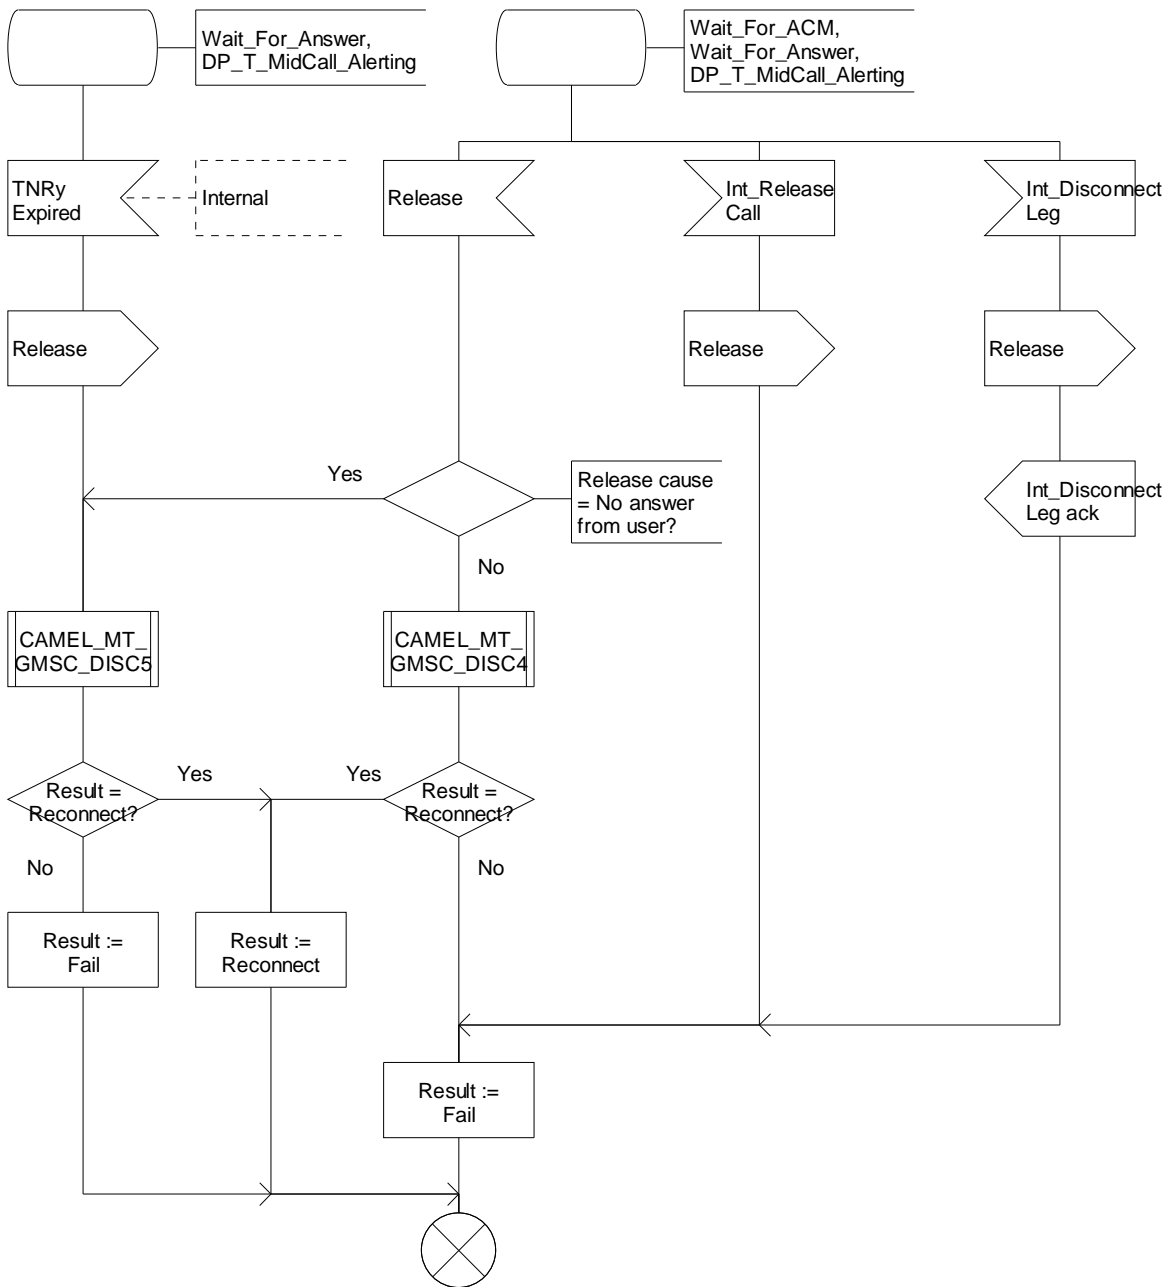 Wait_For_Answer,
DP_T_MidCall_Alerting
Wait_For_ACM,
Wait_For_Answer,
DP_T_MidCall_Alerting
TNRy
Expired
Internal
Release
Int_Release
Call
Int_Disconnect
Leg
Release
Release
Release
Yes
Release cause
= No answer
from user?
Int_Disconnect
Leg ack
No
CAMEL_MT_
GMSC_DISC5
CAMEL_MT_
GMSC_DISC4
Result =
Reconnect?
Yes
Yes
Result =
Reconnect?
No
No
Result :=
Fail
Result :=
Reconnect
Result :=
Fail